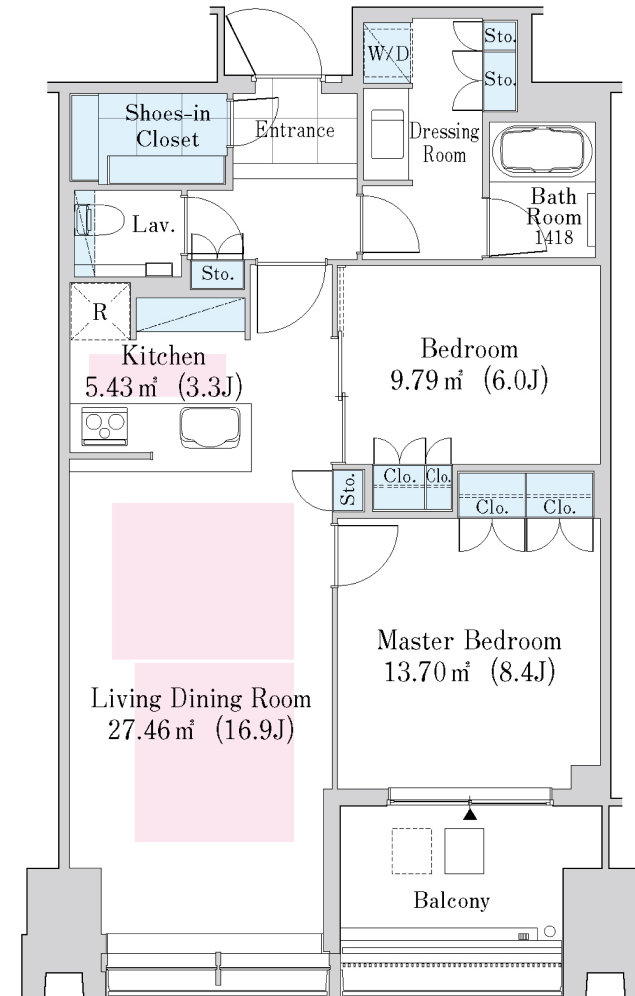 W/D
Sto.
Sto.
Shoes-in
Closet
Entrance
Dressing
Room
Bath
Room
1418
Lav.
Sto.
R
Kitchen
5.43㎡ (3.3J)
Bedroom
9.79㎡ (6.0J)
Sto.
Clo.
Clo.
Clo.
Clo.
Master Bedroom
13.70㎡ (8.4J)
Living Dining Room
27.46㎡ (16.9J)
Balcony